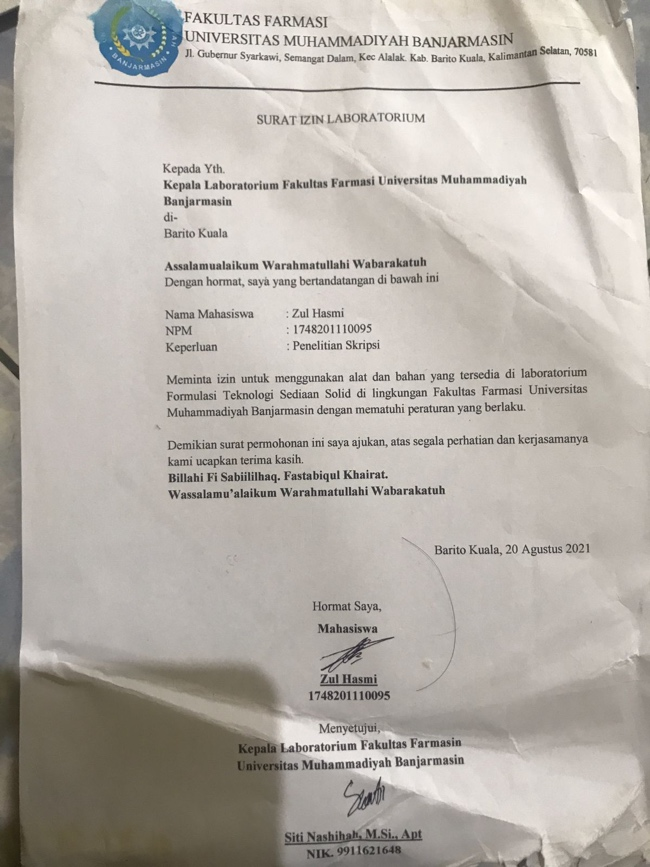 FAKULTAS FARMASI
UNIVERSITAS MUHAMMADIYAH BANJARMASIN
Jl. Gubernur Syarkawi, Semangat Dalam, Kec Alalak. Kab. Barito Kuala, Kalimantan Selatan, 70581
BANJARMASIN
SURAT IZIN LABORATORIUM
Kepada Yth.
Kepala Laboratorium Fakultas Farmasi Universitas Muhammadiyah
Banjarmasin
di-
Barito Kuala
Assalamualaikum Warahmatullahi Wabarakatuh
Dengan hormat, saya yang bertandatangan di bawah ini
Nama Mahasiswa : Zul Hasmi
NPM : 1748201110095
Keperluan : Penelitian Skripsi
Meminta izin untuk menggunakan alat dan bahan yang tersedia di laboratorium
Formulasi Teknologi Sediaan Solid di lingkungan Fakultas Farmasi Universitas
Muhammadiyah Banjarmasin dengan mematuhi peraturan yang berlaku.
Demikian surat permohonan ini saya ajukan, atas segala perhatian dan kerjasamanya
kami ucapkan terima kasih.
Billahi Fi Sabiililhaq. Fastabiqul Khairat.
Wassalamu'alaikum Warahmatullahi Wabarakatuh
Barito Kuala, 20 Agustus 2021
Hormat Saya,
Mahasiswa
Zul Hasmi
1748201110095
Menyetujui,
Kepala Laboratorium Fakultas Farmasin
Universitas Muhammadiyah Banjarmasin
Siti Nashihah, M.Si., Apt
NIK. 9911621648